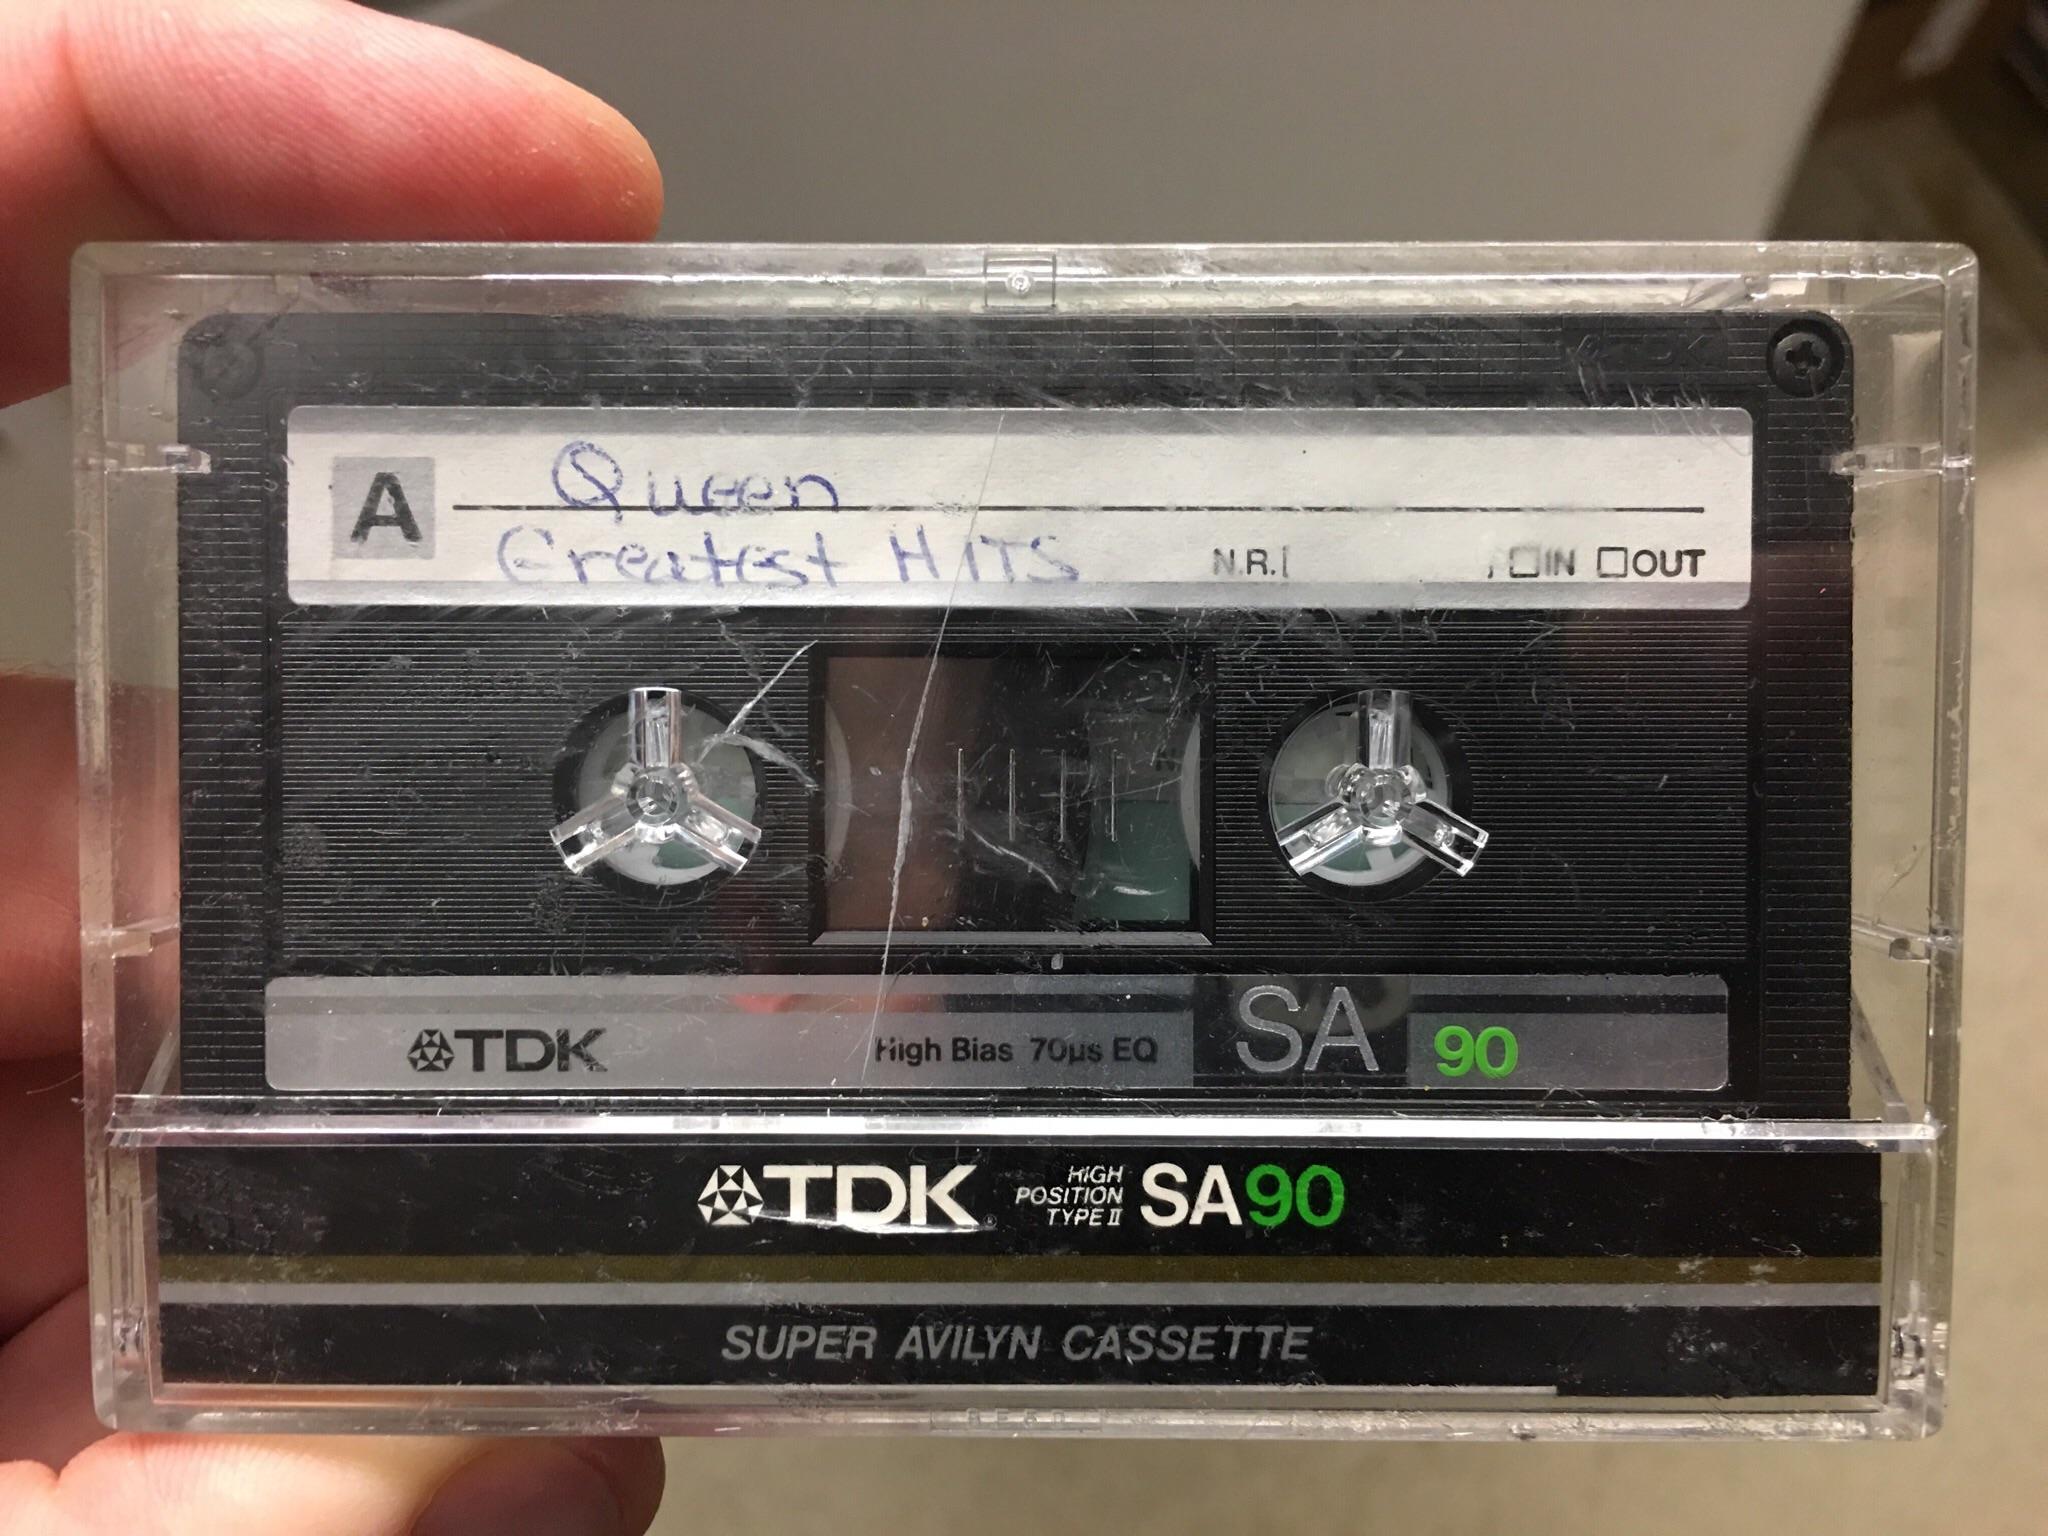 TDK
A Queen
Greatest HITS N.R. IN OUT
TDK High Bias 70µs EQ SA 90
TDK HIGH POSITION TYPE II SA90
SUPER AVILYN CASSETTE